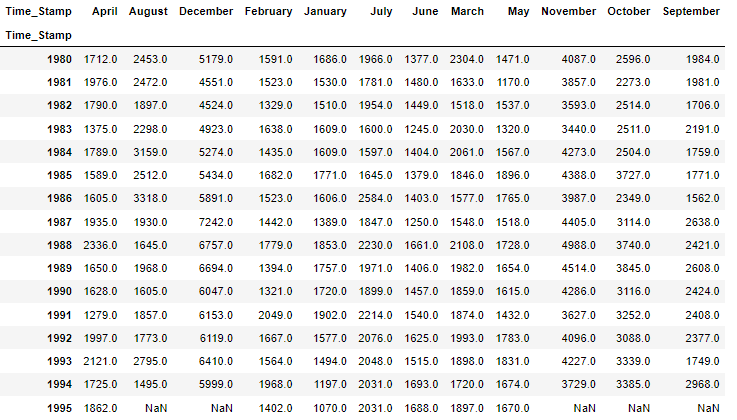 Time_Stamp April August December February January July June March May November October September
Time_Stamp
1980 1712.0 2453.0 5179.0 1591.0 1686.0 1966.0 1377.0 2304.0 1471.0 4087.0 2596.0 1984.0
1981 1976.0 2472.0 4551.0 1523.0 1530.0 1781.0 1480.0 1633.0 1170.0 3857.0 2273.0 1981.0
1982 1790.0 1897.0 4524.0 1329.0 1510.0 1954.0 1449.0 1518.0 1537.0 3593.0 2514.0 1706.0
1983 1375.0 2298.0 4923.0 1638.0 1609.0 1600.0 1245.0 2030.0 1320.0 3440.0 2511.0 2191.0
1984 1789.0 3159.0 5274.0 1435.0 1609.0 1597.0 1404.0 2061.0 1567.0 4273.0 2504.0 1759.0
1985 1589.0 2512.0 5434.0 1682.0 1771.0 1645.0 1379.0 1846.0 1896.0 4388.0 3727.0 1771.0
1986 1605.0 3318.0 5891.0 1523.0 1606.0 2584.0 1403.0 1577.0 1765.0 3987.0 2349.0 1562.0
1987 1935.0 1930.0 7242.0 1442.0 1389.0 1847.0 1250.0 1548.0 1518.0 4405.0 3114.0 2638.0
1988 2336.0 1645.0 6757.0 1779.0 1853.0 2230.0 1661.0 2108.0 1728.0 4988.0 3740.0 2421.0
1989 1650.0 1968.0 6694.0 1394.0 1757.0 1971.0 1406.0 1982.0 1654.0 4514.0 3845.0 2608.0
1990 1628.0 1605.0 6047.0 1321.0 1720.0 1899.0 1457.0 1859.0 1615.0 4286.0 3116.0 2424.0
1991 1279.0 1857.0 6153.0 2049.0 1902.0 2214.0 1540.0 1874.0 1432.0 3627.0 3252.0 2408.0
1992 1997.0 1773.0 6119.0 1667.0 1577.0 2076.0 1625.0 1993.0 1783.0 4096.0 3088.0 2377.0
1993 2121.0 2795.0 6410.0 1564.0 1494.0 2048.0 1515.0 1898.0 1831.0 4227.0 3339.0 1749.0
1994 1725.0 1495.0 5999.0 1968.0 1197.0 2031.0 1693.0 1720.0 1674.0 3729.0 3385.0 2968.0
1995 1862.0 NaN NaN 1402.0 1070.0 2031.0 1688.0 1897.0 1670.0 NaN NaN NaN